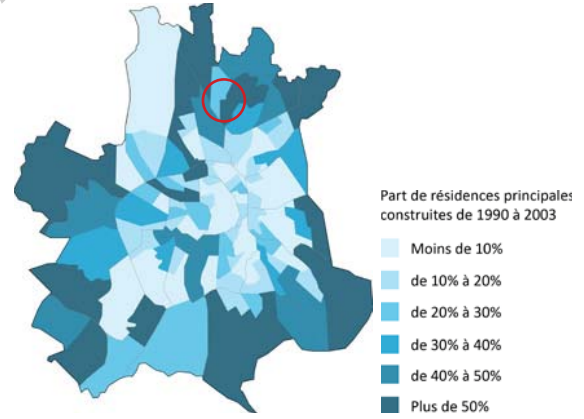 Part de résidences principales
construites de 1990 à 2003
Moins de 10%
de 10% à 20%
de 20% à 30%
de 30% à 40%
de 40% à 50%
Plus de 50%